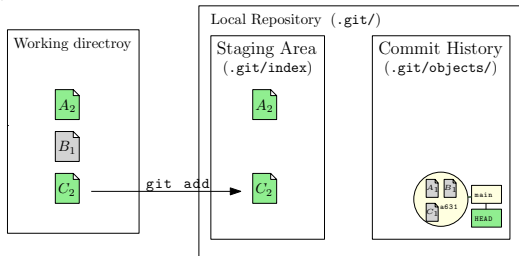 Local Repository (.git/)
Working directroy
Staging Area
(.git/index)
Commit History
(.git/objects/)
A2
A2
B1
C2
git add
C2
A1 B1
C1 a631
main
HEAD